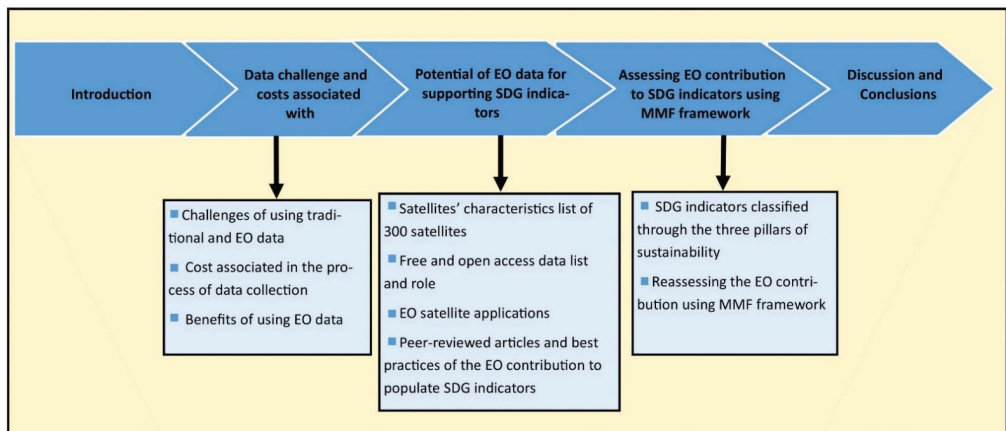 Introduction
Data challenge and
costs associated
with
Potential of EO data for
supporting SDG indica-
tors
Assessing EO contribution
to SDG indicators using
MMF framework
Discussion and
Conclusions
Challenges of using tradi-
tional and EO data
Cost associated in the pro-
cess of data collection
Benefits of using EO data
Satellites’ characteristics list of
300 satellites
Free and open access data list
and role
EO satellite applications
Peer-reviewed articles and best
practices of the EO contribution to
populate SDG indicators
SDG indicators classified
through the three pillars of
sustainability
Reassessing the EO contri-
bution using MMF framework